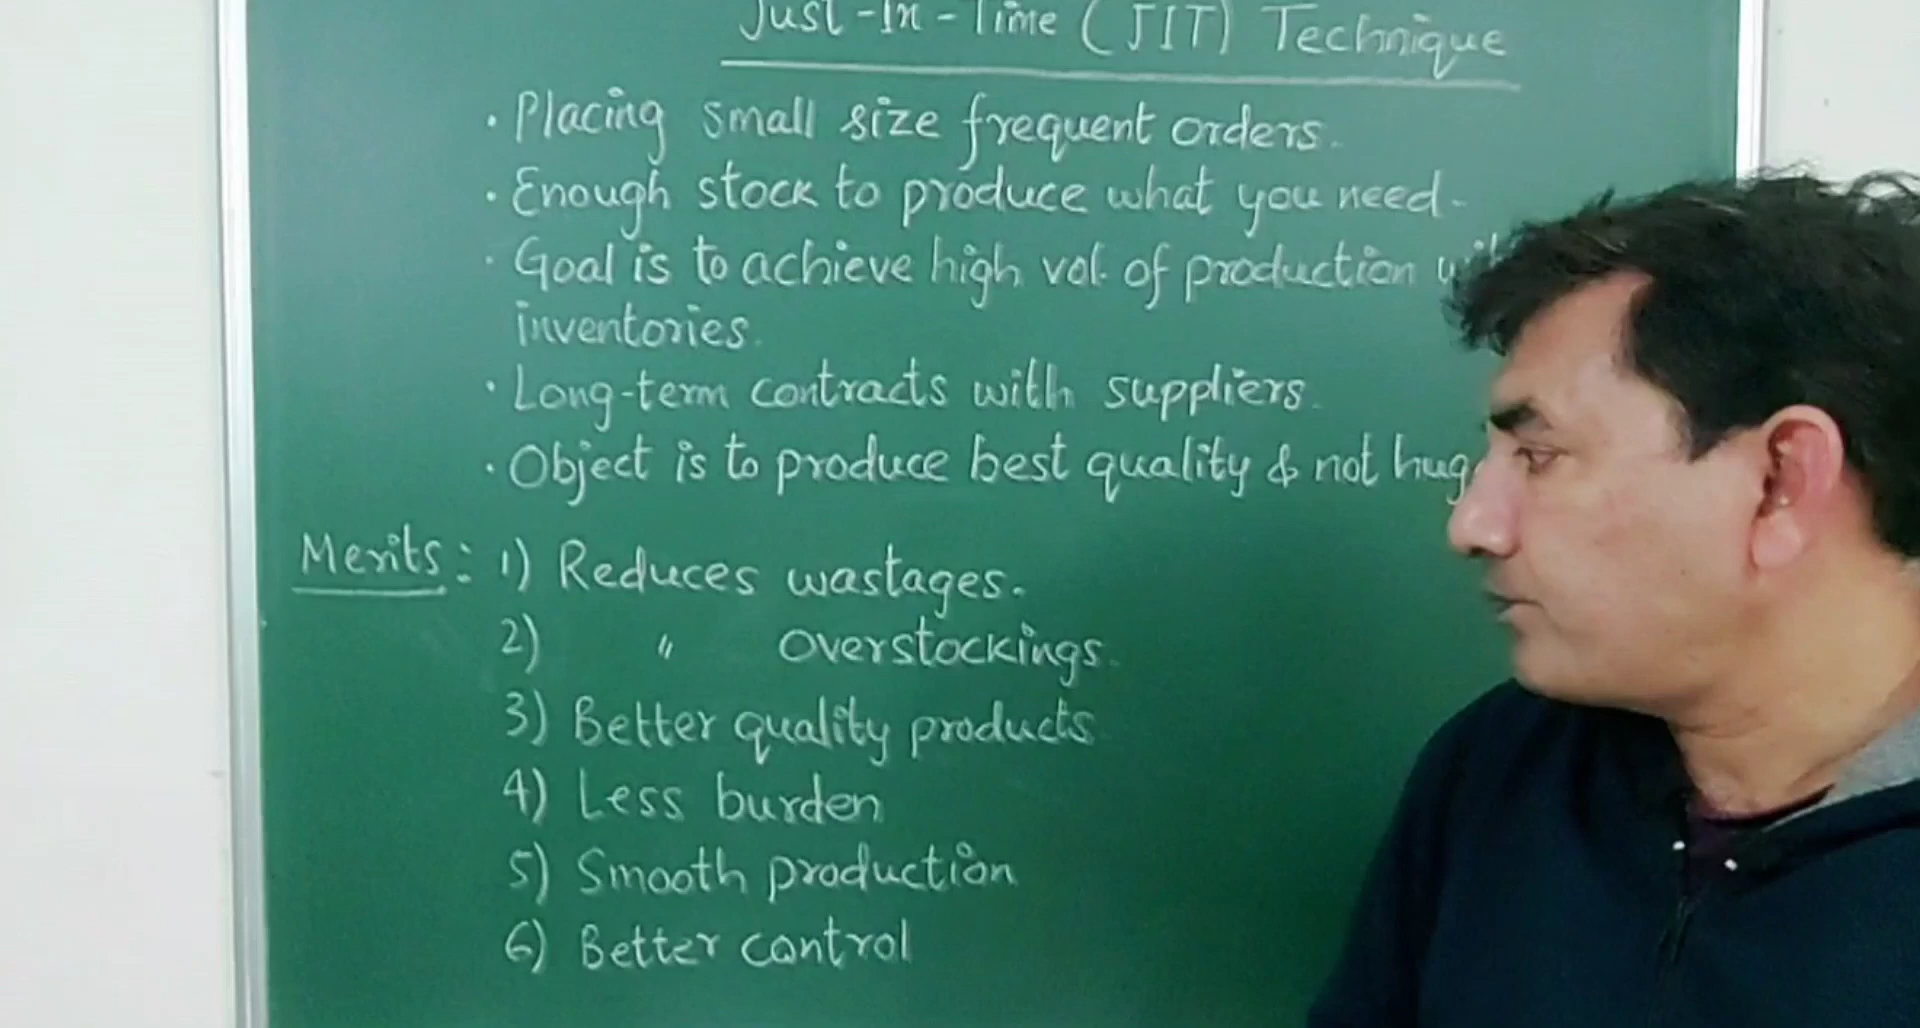 Just-In-Time (JIT) Technique
· Placing small size frequent orders.
· Enough stock to produce what you need.
· Goal is to achieve high vol. of production
inventories.
· Long-term contracts with suppliers.
· Object is to produce best quality & not
Merits: 1) Reduces wastages.
2) " Overstockings.
3) Better quality products
4) Less burden
5) Smooth production
6) Better control